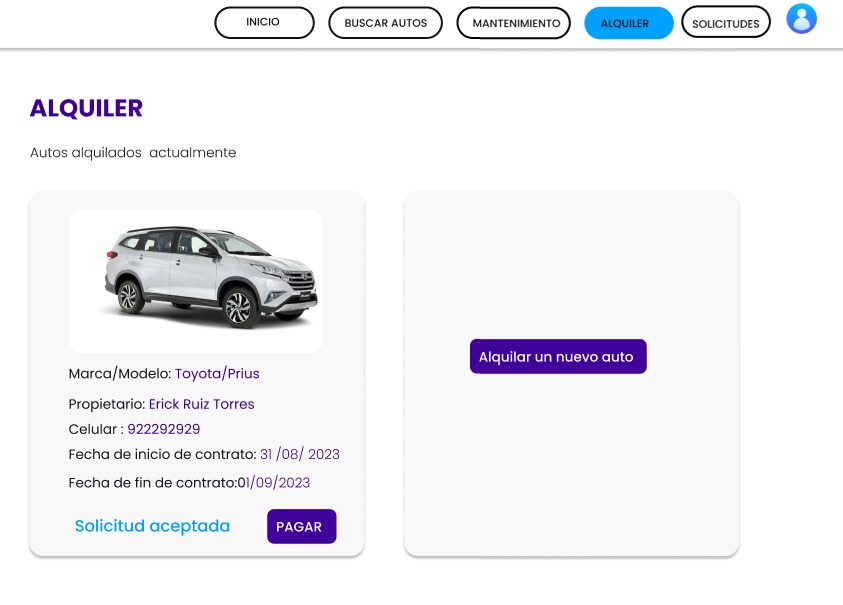 INICIO
BUSCAR AUTOS
MANTENIMIENTO
ALQUILER
SOLICITUDES
ALQUILER
Autos alquilados actualmente
Marca/Modelo: Toyota/Prius
Propietario: Erick Ruiz Torres
Celular : 922292929
Fecha de inicio de contrato: 31 /08/ 2023
Fecha de fin de contrato:01/09/2023
Solicitud aceptada
PAGAR
Alquilar un nuevo auto